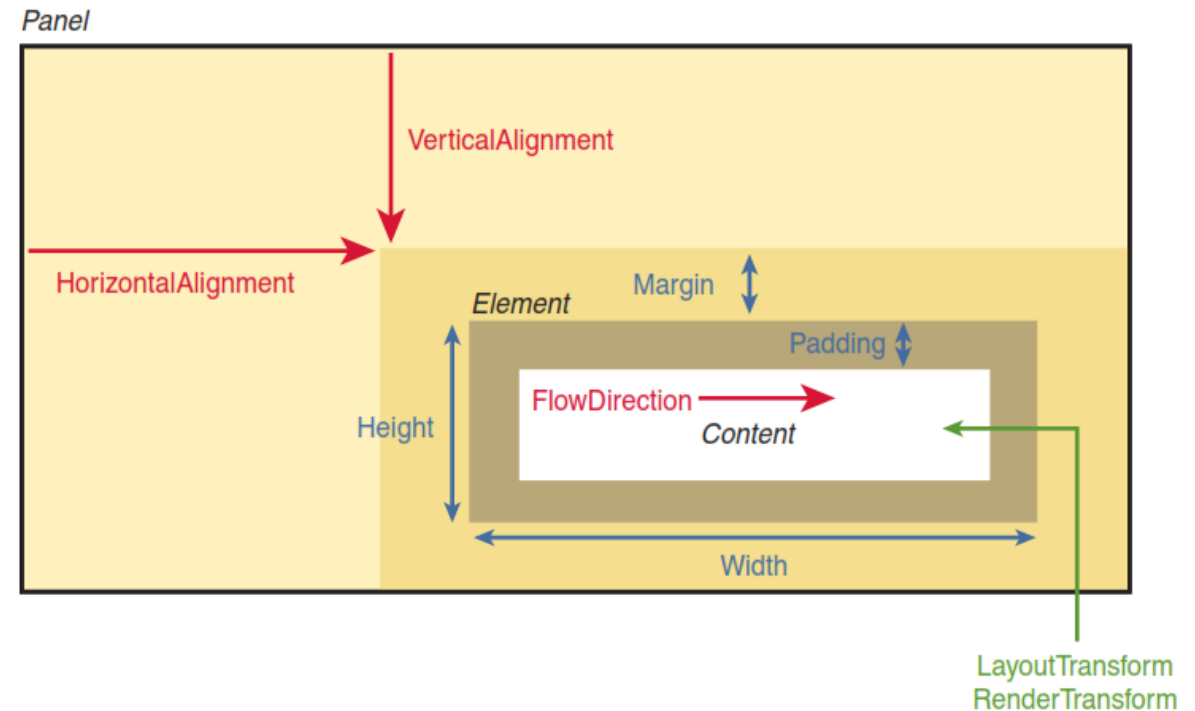 Panel
VerticalAlignment
HorizontalAlignment
Margin
Element
Padding
FlowDirection
Height
Content
Width
LayoutTransform
RenderTransform